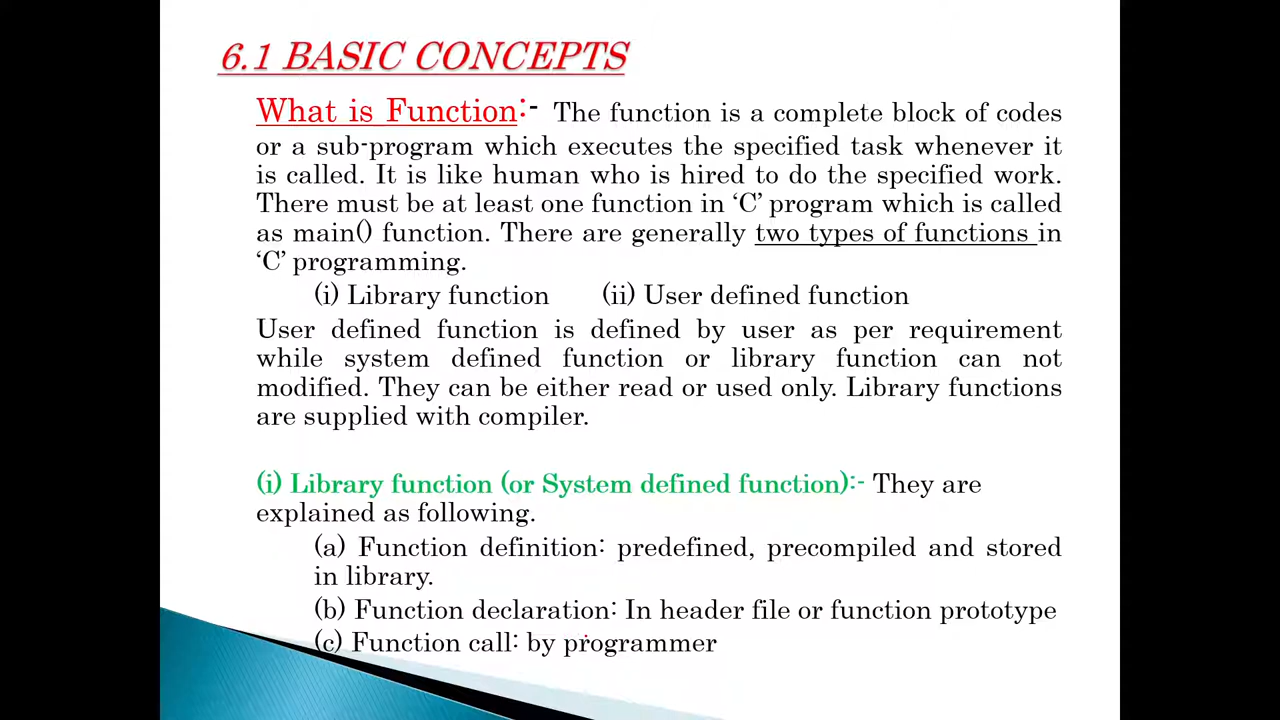 6.1 BASIC CONCEPTS
What is Function:- The function is a complete block of codes
or a sub-program which executes the specified task whenever it
is called. It is like human who is hired to do the specified work.
There must be at least one function in ‘C’ program which is called
as main() function. There are generally two types of functions in
‘C’ programming.
(i) Library function (ii) User defined function
User defined function is defined by user as per requirement
while system defined function or library function can not
modified. They can be either read or used only. Library functions
are supplied with compiler.
(i) Library function (or System defined function):- They are
explained as following.
(a) Function definition: predefined, precompiled and stored
in library.
(b) Function declaration: In header file or function prototype
(c) Function call: by programmer